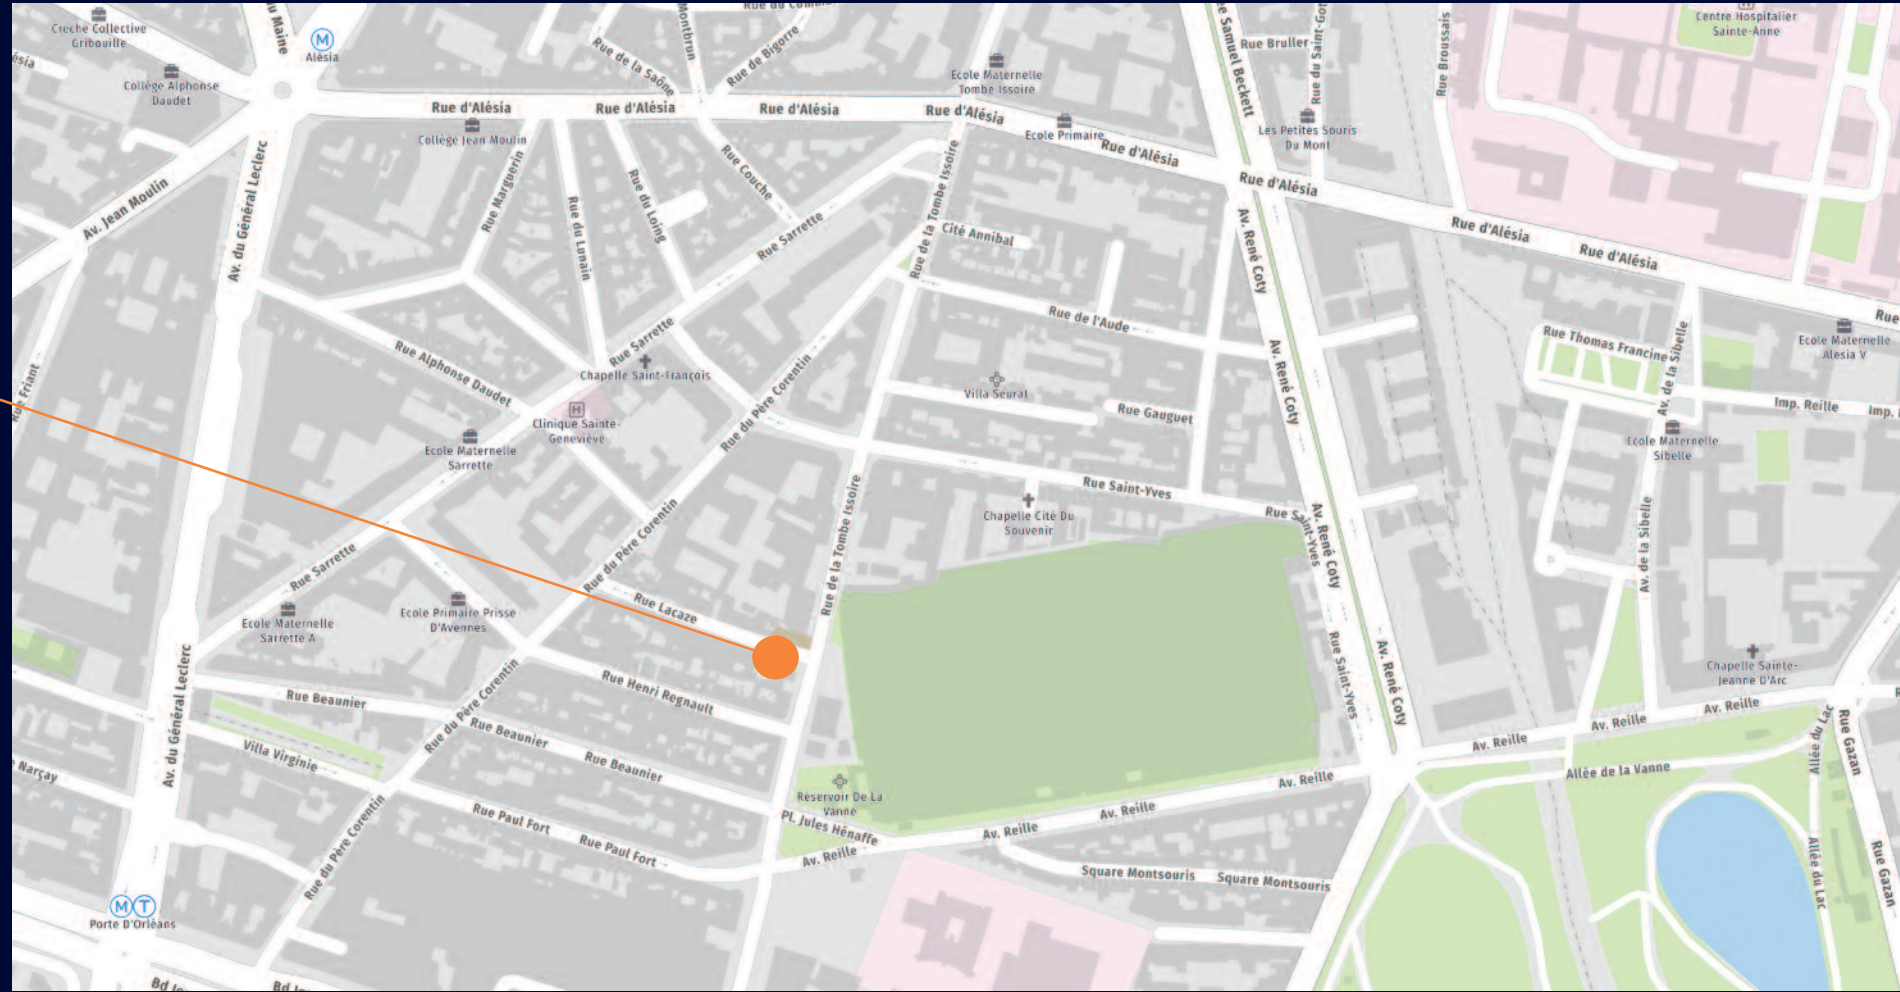 Crèche Collective
Gribouille
Collège Alphonse
Daudet
Alésia
Rue de la Saône
Rue de Bigorre
Montbrun
Ecole Maternelle
Tombe Issoire
Rue Bruller
Rue Broussais
Centre Hospitalier
Sainte-Anne
Rue d'Alésia
Rue d'Alésia
Rue d'Alésia
Rue d'Alésia
Collège Jean Moulin
Ecole Primaire
Rue d'Alésia
Les Petites Souris
Du Mont
Rue d'Alésia
Rue d'Alésia
Rue d'Alésia
Rue
Av. Jean Moulin
Av. du Général Leclerc
Rue Marguerin
Rue du Lunain
Rue du Loing
Rue Couche
Rue Sarrette
Rue de la Tombe Issoire
Cité Annibal
Av. René Coty
Rue de l'Aude
Rue Sarrette
Chapelle Saint-François
Rue Alphonse Daudet
Rue Friant
Clinique Sainte-
Geneviève
Ecole Maternelle
Sarrette
Rue du Père Corentin
Villa Seurat
Rue Gauguet
Av. René Coty
Rue Thomas Francine
Av. de la Sibelle
Ecole Maternelle
Alesia V
Imp. Reille
Imp.
Ecole Maternelle
Sibelle
Rue Saint-Yves
Rue Saint-Yves
Chapelle Cité Du
Souvenir
Av. René Coty
Rue de la Tombe Issoire
Rue du Père Corentin
Av. de la Sibelle
Rue Sarrette
Ecole Maternelle
Sarrette A
Ecole Primaire Prisse
D'Avennes
Rue Lacaze
Rue Henri Regnault
Rue Saint-Yves
Av. René Coty
Chapelle Sainte-
Jeanne D'Arc
Av. du Général Leclerc
Rue Beaunier
Rue Beaunier
Rue Beaunier
Rue du Père Corentin
Villa Virginie
Narçay
Réservoir De La
Vanne
Pl. Jules Hénaffe
Av. Reille
Av. Reille
Av. Reille
Av. Reille
Av. Reille
Av. Reille
Av. Reille
Allée de la Vanne
Allée du Lac
Rue Gazan
Rue Paul Fort
Rue Paul Fort
Rue du Père Corentin
Square Montsouris
Square Montsouris
Allée du Lac
Rue Gazan
Porte D'Orléans